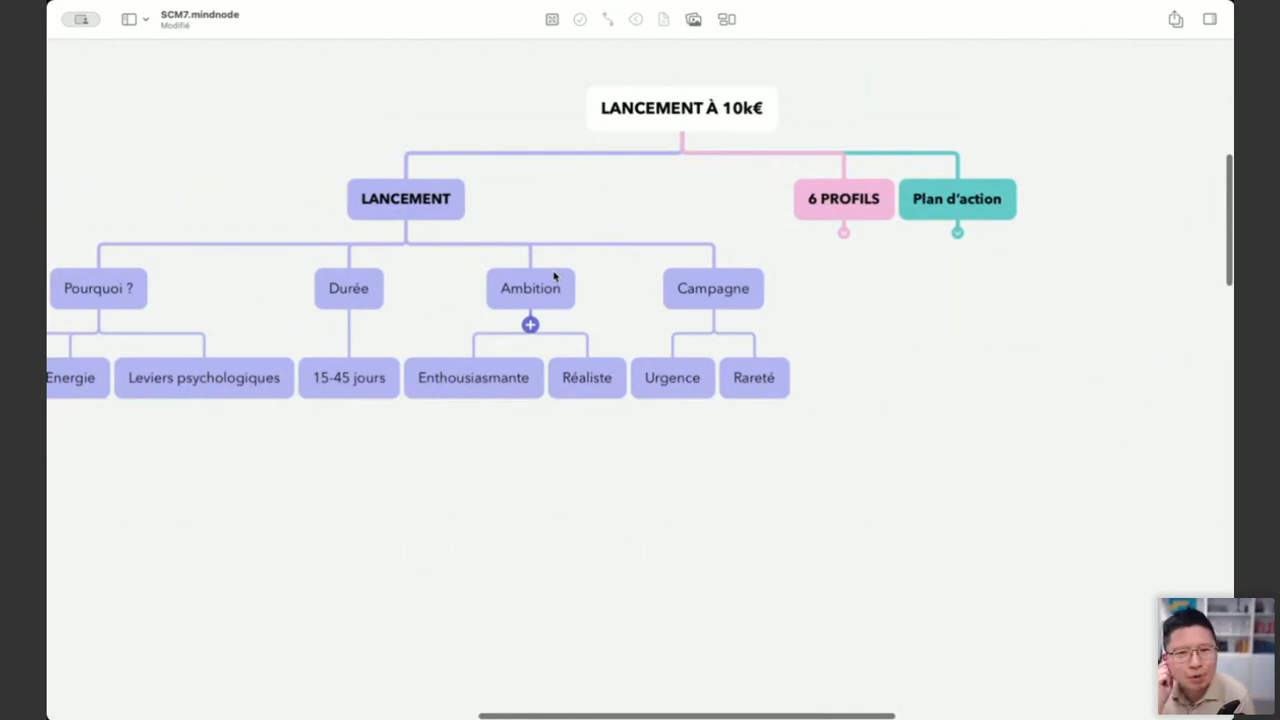 SCM7.mindnode
Modifié
LANCEMENT À 10k€
LANCEMENT
6 PROFILS
Plan d'action
Pourquoi ?
Durée
Ambition
Campagne
Energie
Leviers psychologiques
15-45 jours
Enthousiasmante
Réaliste
Urgence
Rareté